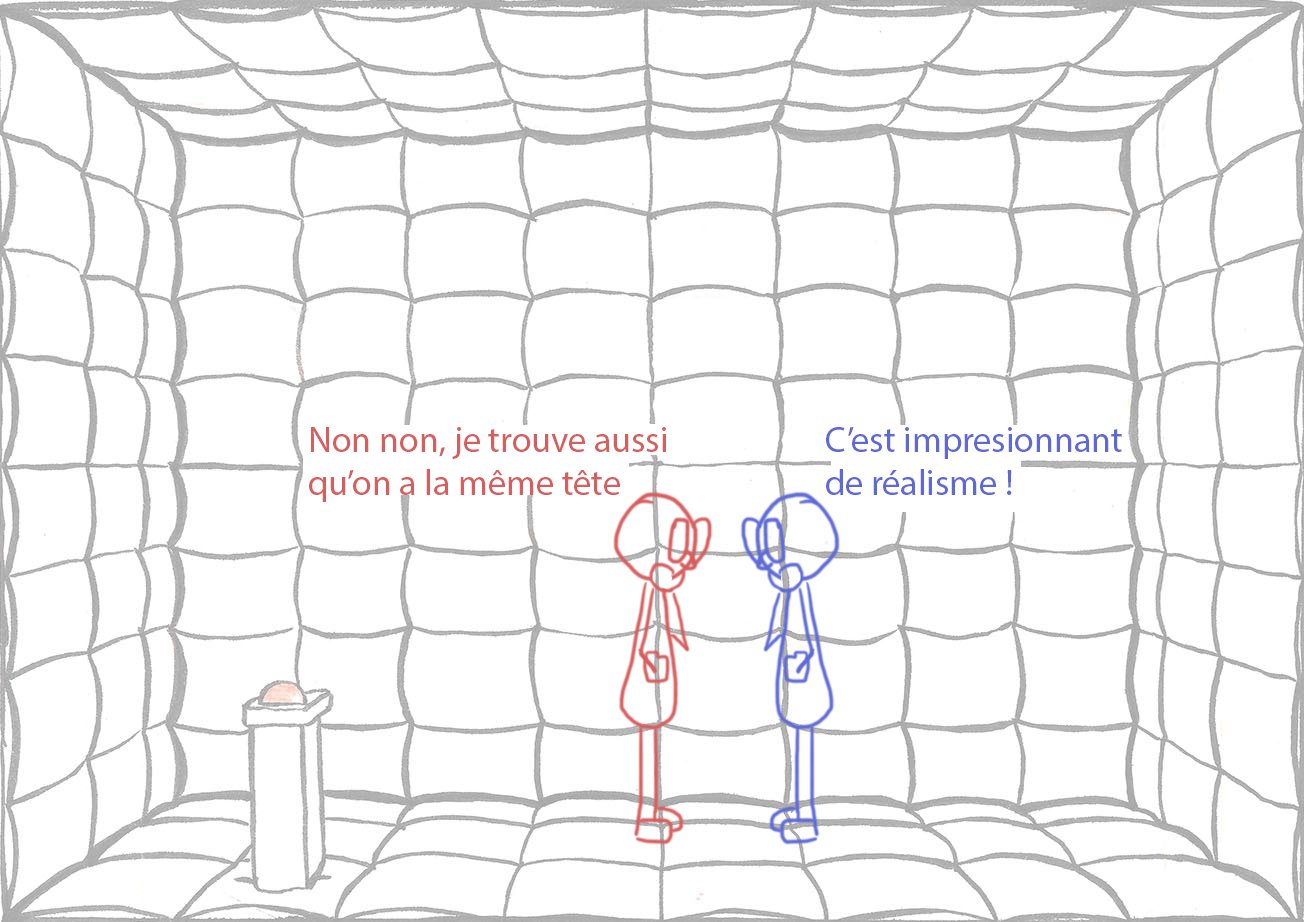 Non non, je trouve aussi
qu'on a la même tête
C'est impresionnant
de réalisme !